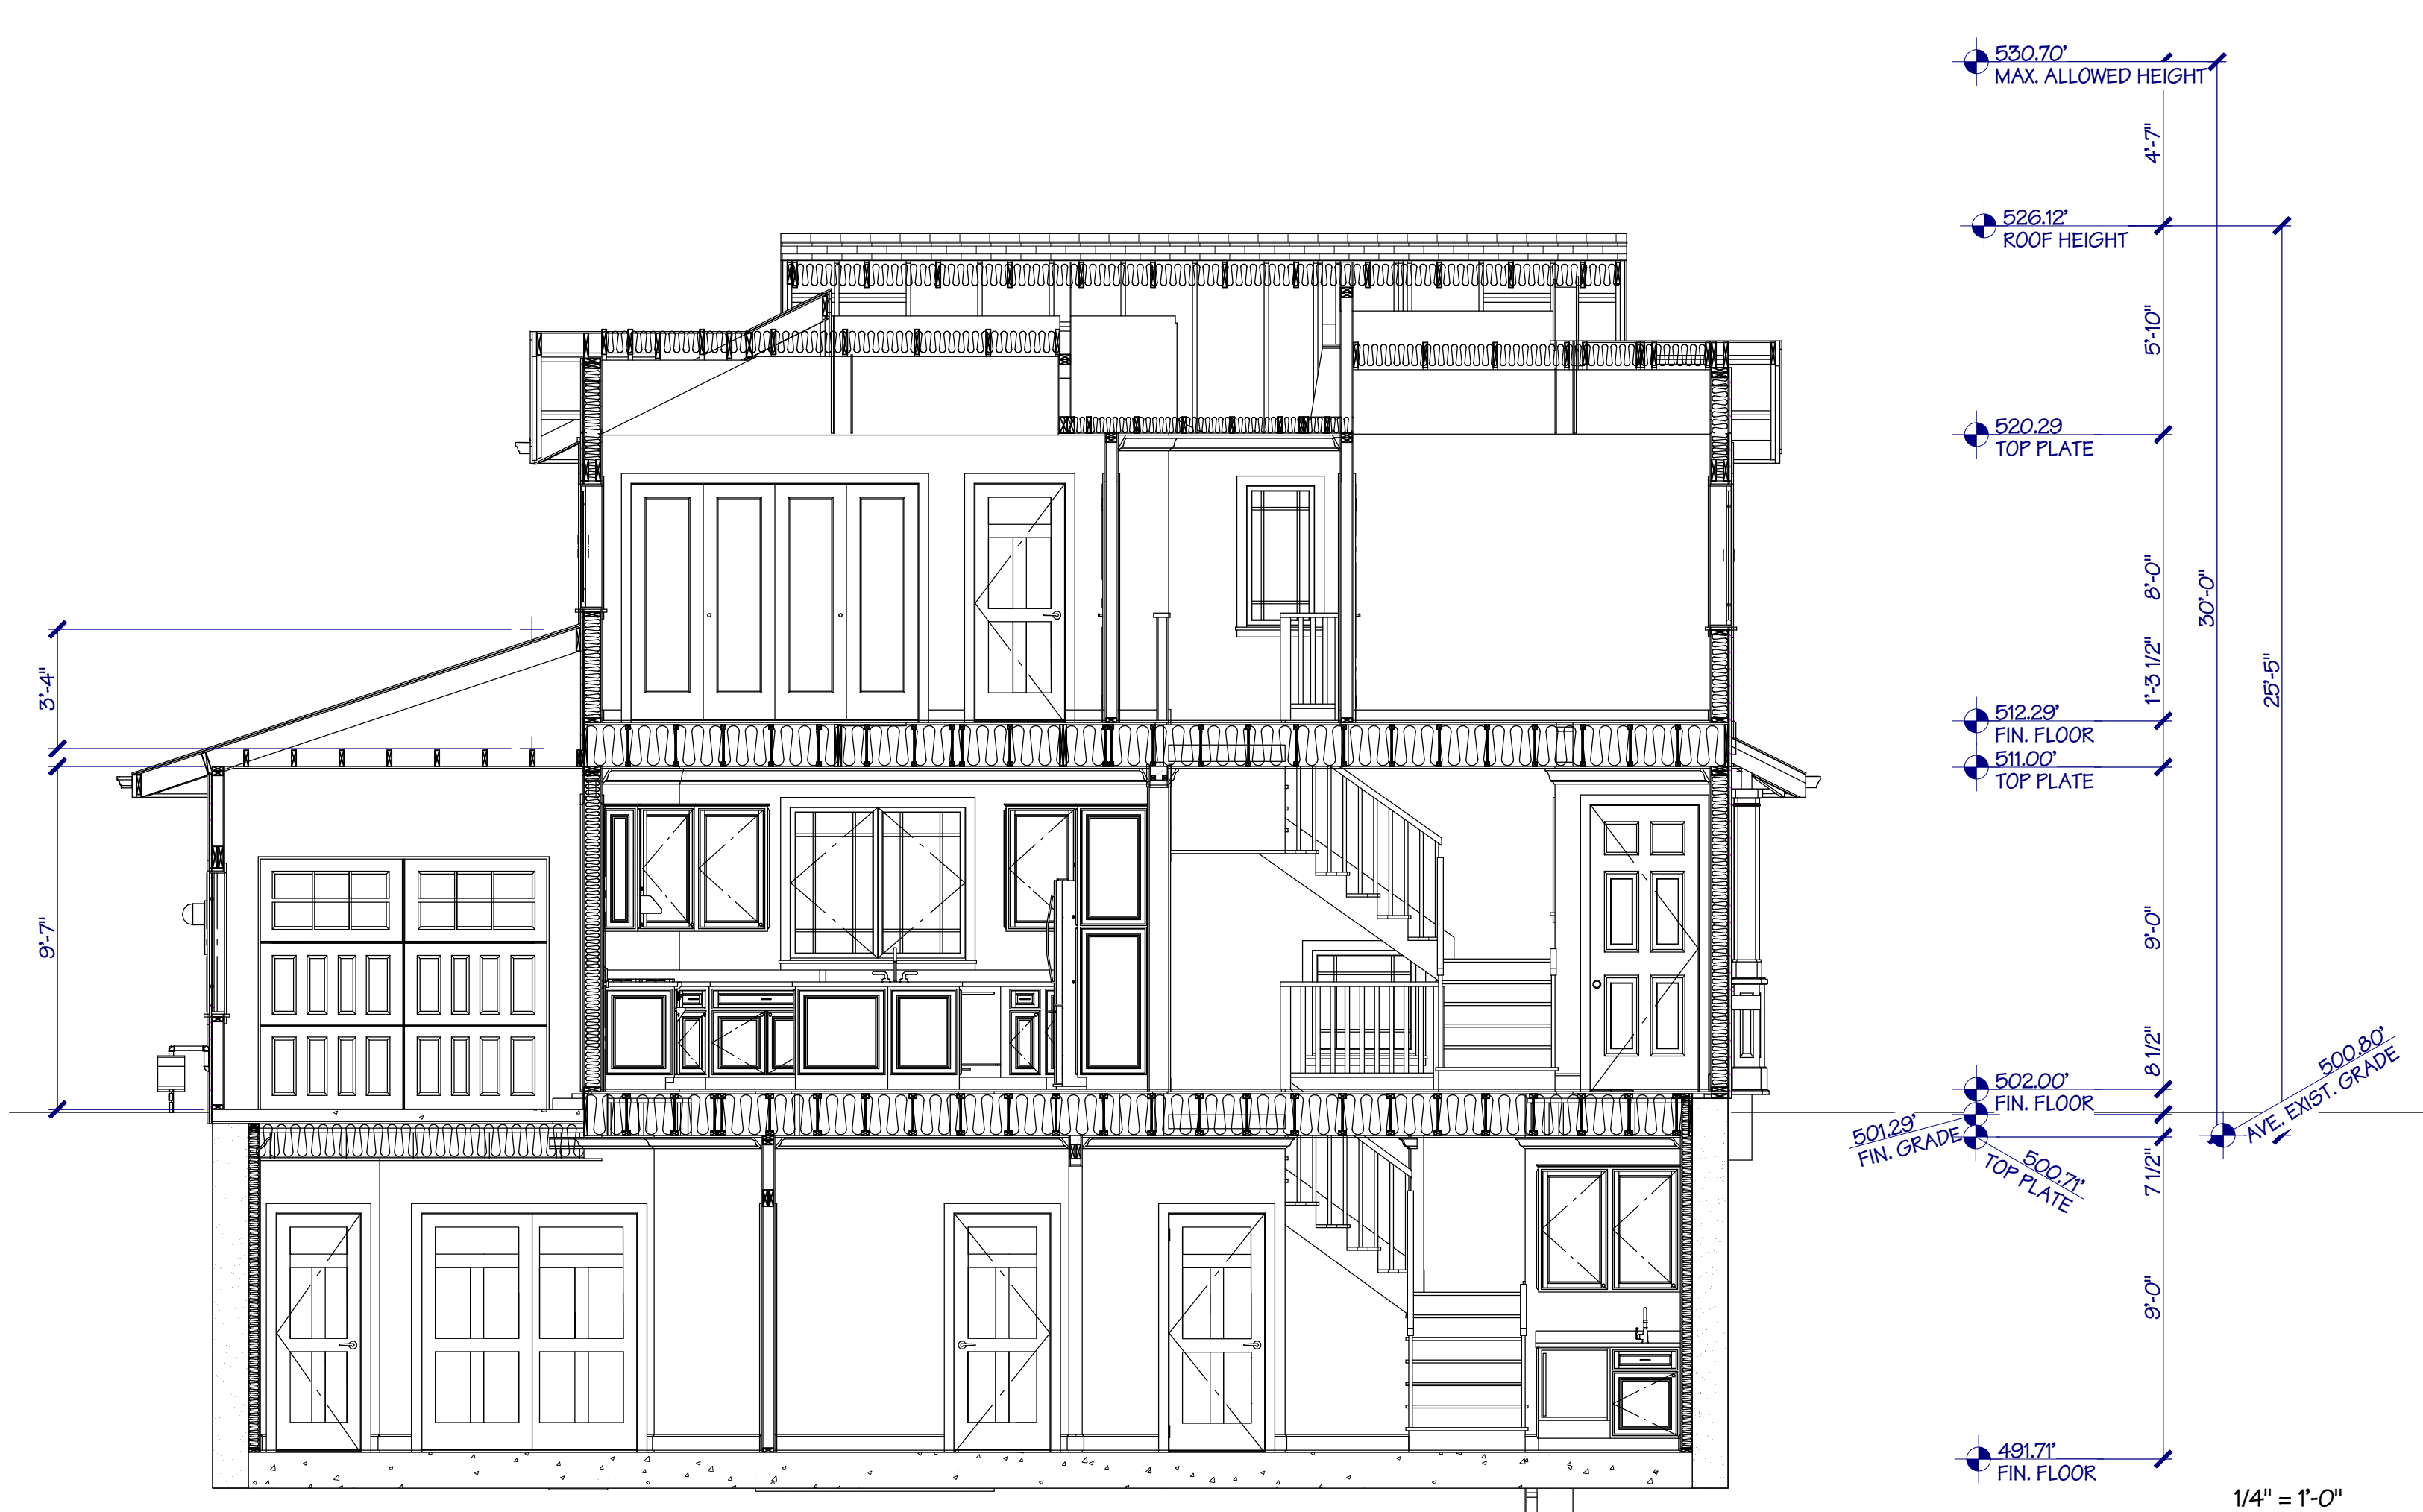 530.70'
MAX. ALLOWED HEIGHT
4'-7"
526.12'
ROOF HEIGHT
5'-10"
520.29
TOP PLATE
8'-0"
30'-0"
1'-3 1/2"
25'-5"
3'-4"
512.29'
FIN. FLOOR
511.00'
TOP PLATE
9'-7"
9'-0"
8 1/2"
502.00'
FIN. FLOOR
500.80'
AVE. EXIST. GRADE
501.29'
FIN. GRADE
500.71'
TOP PLATE
7 1/2"
9'-0"
491.71'
FIN. FLOOR
1/4" = 1'-0"